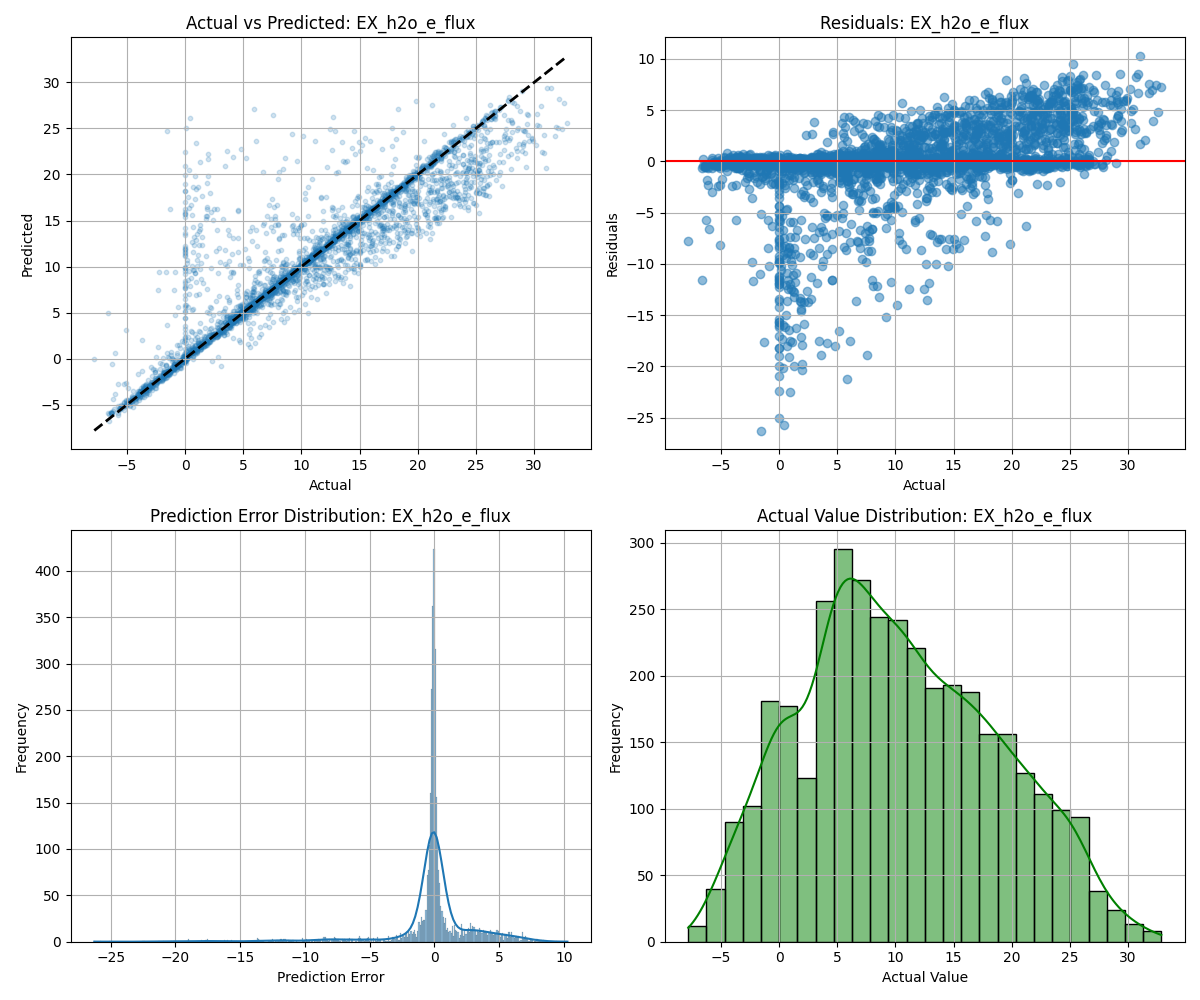 Actual vs Predicted: EX_h2o_e_flux
Predicted
30
25
20
15
10
5
0
−5
−5 0 5 10 15 20 25 30
Actual
Residuals: EX_h2o_e_flux
Residuals
10
5
0
−5
−10
−15
−20
−25
−5 0 5 10 15 20 25 30
Actual
Prediction Error Distribution: EX_h2o_e_flux
Frequency
400
350
300
250
200
150
100
50
0
−25 −20 −15 −10 −5 0 5 10
Prediction Error
Actual Value Distribution: EX_h2o_e_flux
Frequency
300
250
200
150
100
50
0
−5 0 5 10 15 20 25 30
Actual Value